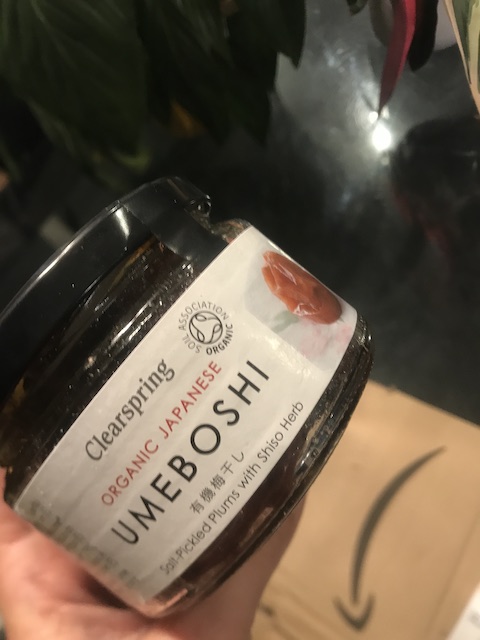 SOIL ASSOCIATION
ORGANIC
Clearspring
ORGANIC JAPANESE
UMEBOSHI
有機梅干し
Salt-Pickled Plums with Shiso Herb